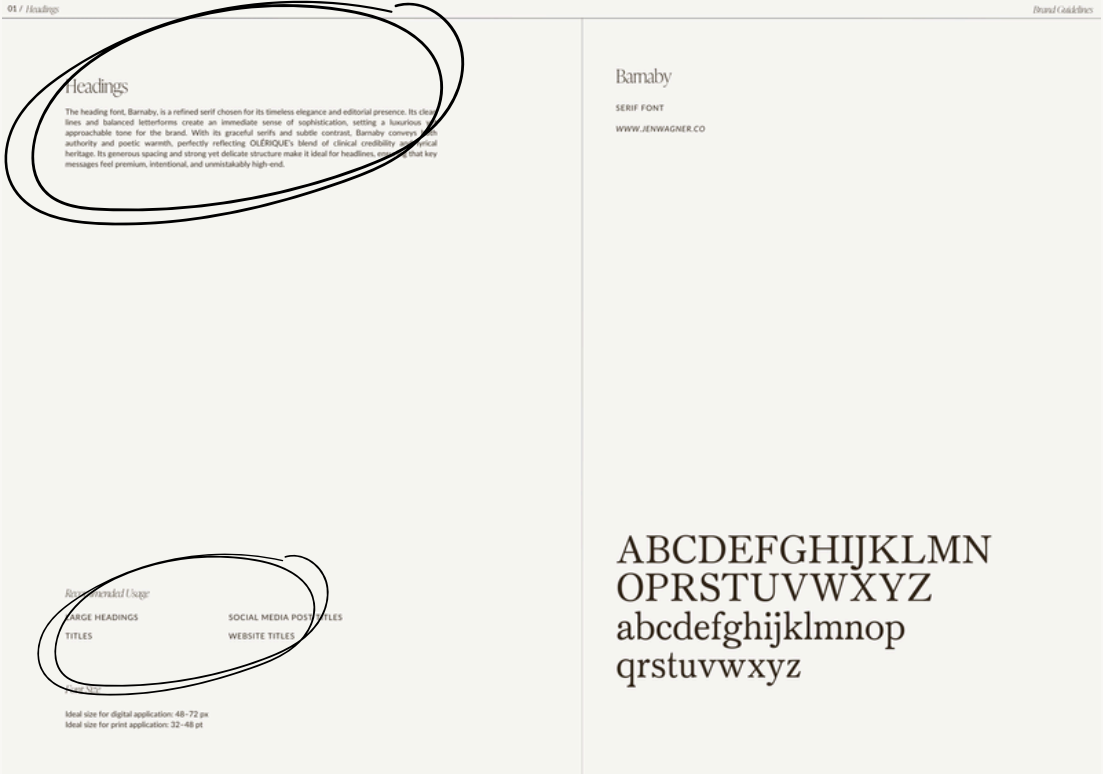 01 / Headings
Brand Guidelines
Headings
The heading font, Barnaby, is a refined serif chosen for its timeless elegance and editorial presence. Its clean
lines and balanced letterforms create an immediate sense of sophistication, setting a luxurious yet
approachable tone for the brand. With its graceful serifs and subtle contrast, Barnaby conveys both
authority and poetic warmth, perfectly reflecting OLÉRIQUE's blend of clinical credibility and lyrical
heritage. Its generous spacing and strong yet delicate structure make it ideal for headlines, ensuring that key
messages feel premium, intentional, and unmistakably high-end.
Recommended Usage
LARGE HEADINGS
SOCIAL MEDIA POST TITLES
TITLES
WEBSITE TITLES
Font Size
Ideal size for digital application: 48–72 px
Ideal size for print application: 32–48 pt
Barnaby
SERIF FONT
WWW.JENWAGNER.CO
ABCDEFGHIJKLMN
OPRSTUVWXYZ
abcdefghijklmnop
qrstuvwxyz